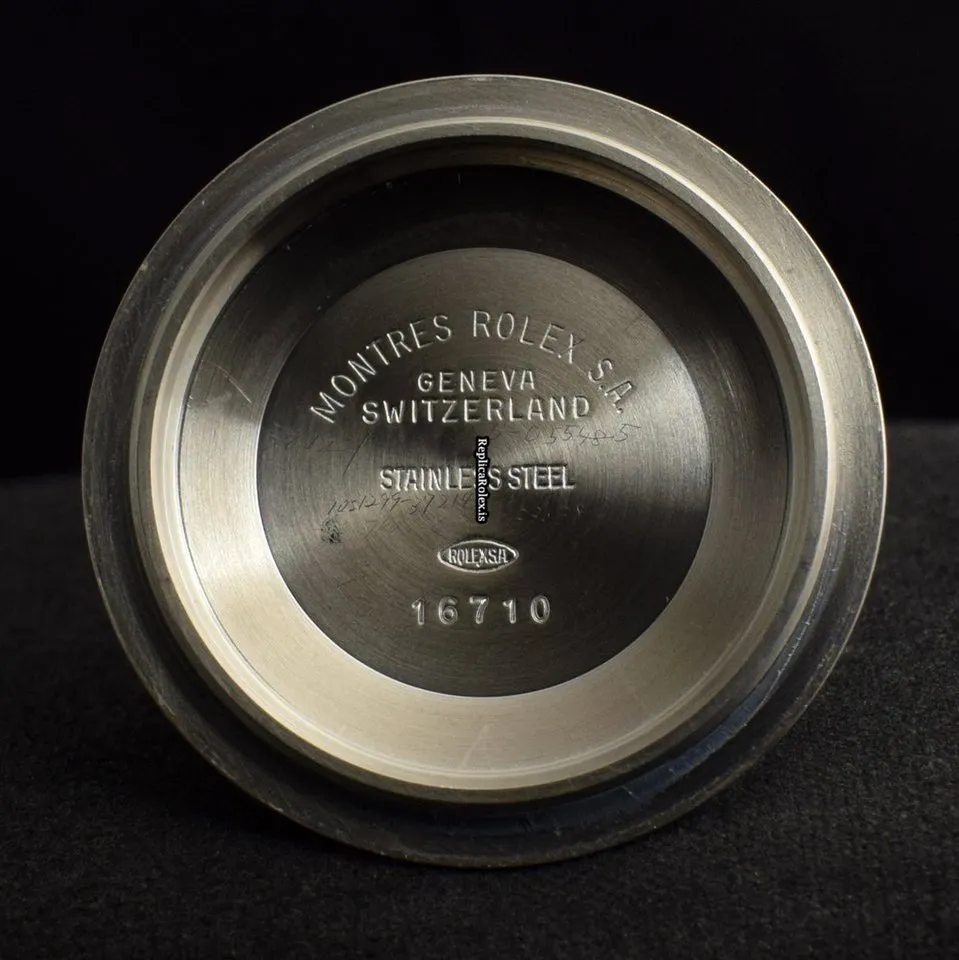 MONTRES ROLEX S.A.
GENEVA
SWITZERLAND
STAINLESS STEEL
ReplicaRolex.is
ROLEX S.A.
16710